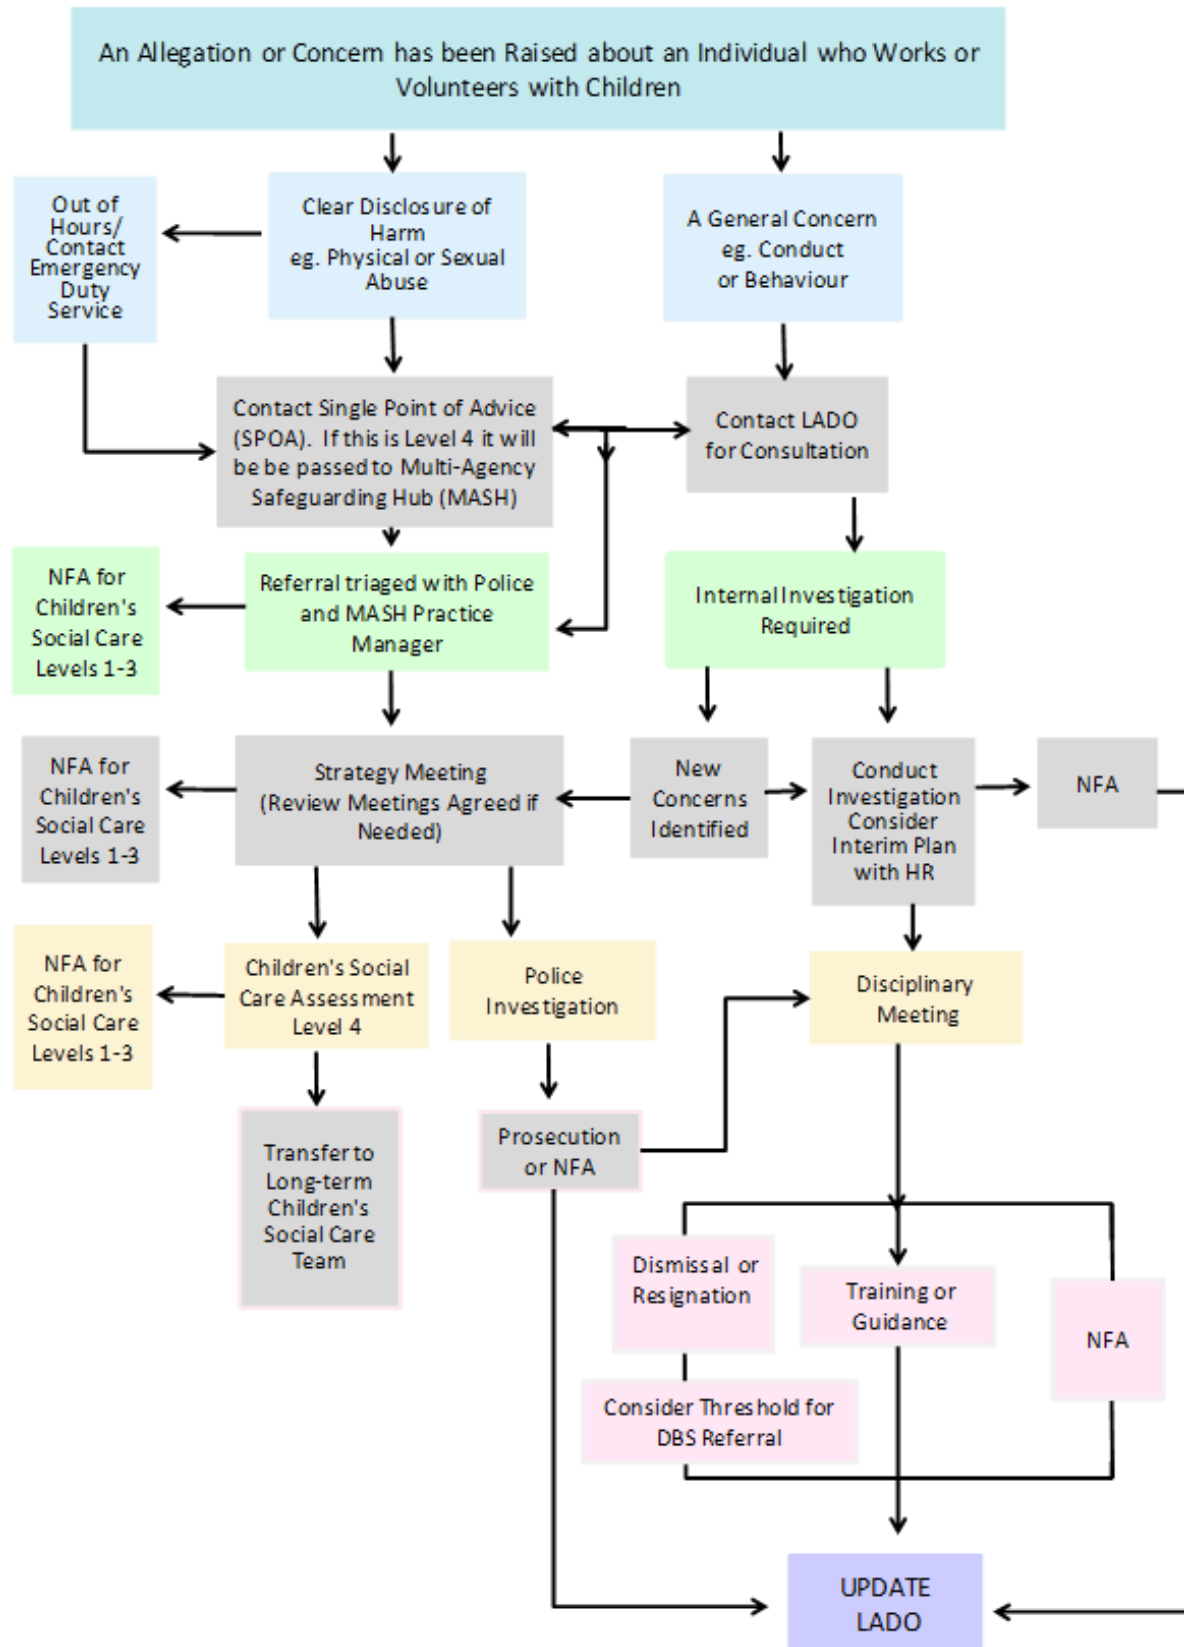 An Allegation or Concern has been Raised about an Individual who Works or
Volunteers with Children
Out of
Hours/
Contact
Emergency
Duty
Service
Clear Disclosure of
Harm
eg. Physical or Sexual
Abuse
A General Concern
eg. Conduct
or Behaviour
Contact Single Point of Advice
(SPOA).  If this is Level 4 it will
be be passed to Multi-Agency
Safeguarding Hub (MASH)
Contact LADO
for Consultation
NFA for
Children's
Social Care
Levels 1-3
Referral triaged with Police
and MASH Practice
Manager
Internal Investigation
Required
NFA for
Children's
Social Care
Levels 1-3
Strategy Meeting
(Review Meetings Agreed if
Needed)
New
Concerns
Identified
Conduct
Investigation
Consider
Interim Plan
with HR
NFA
NFA for
Children's
Social Care
Levels 1-3
Children's Social
Care Assessment
Level 4
Police
Investigation
Disciplinary
Meeting
Transfer to
Long-term
Children's
Social Care
Team
Prosecution
or NFA
Dismissal or
Resignation
Training or
Guidance
NFA
Consider Threshold for
DBS Referral
UPDATE
LADO